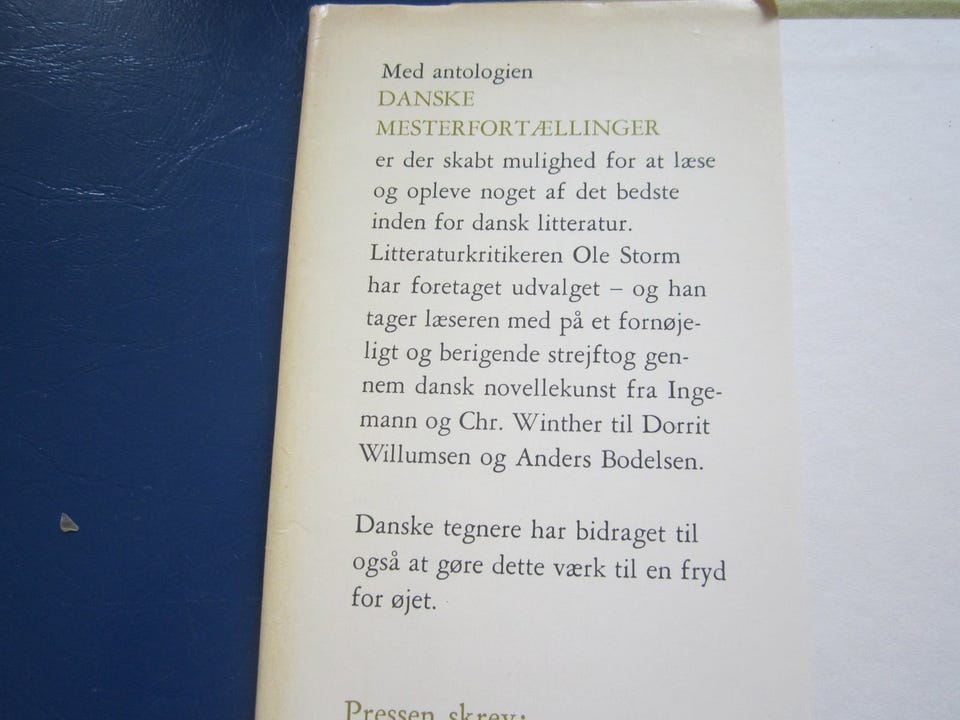 Med antologien
DANSKE
MESTERFORTÆLLINGER
er der skabt mulighed for at læse
og opleve noget af det bedste
inden for dansk litteratur.
Litteraturkritikeren Ole Storm
har foretaget udvalget – og han
tager læseren med på et fornøje-
ligt og berigende strejftog gen-
nem dansk novellekunst fra Inge-
mann og Chr. Winther til Dorrit
Willumsen og Anders Bodelsen.
Danske tegnere har bidraget til
også at gøre dette værk til en fryd
for øjet.
Pressen skrev: